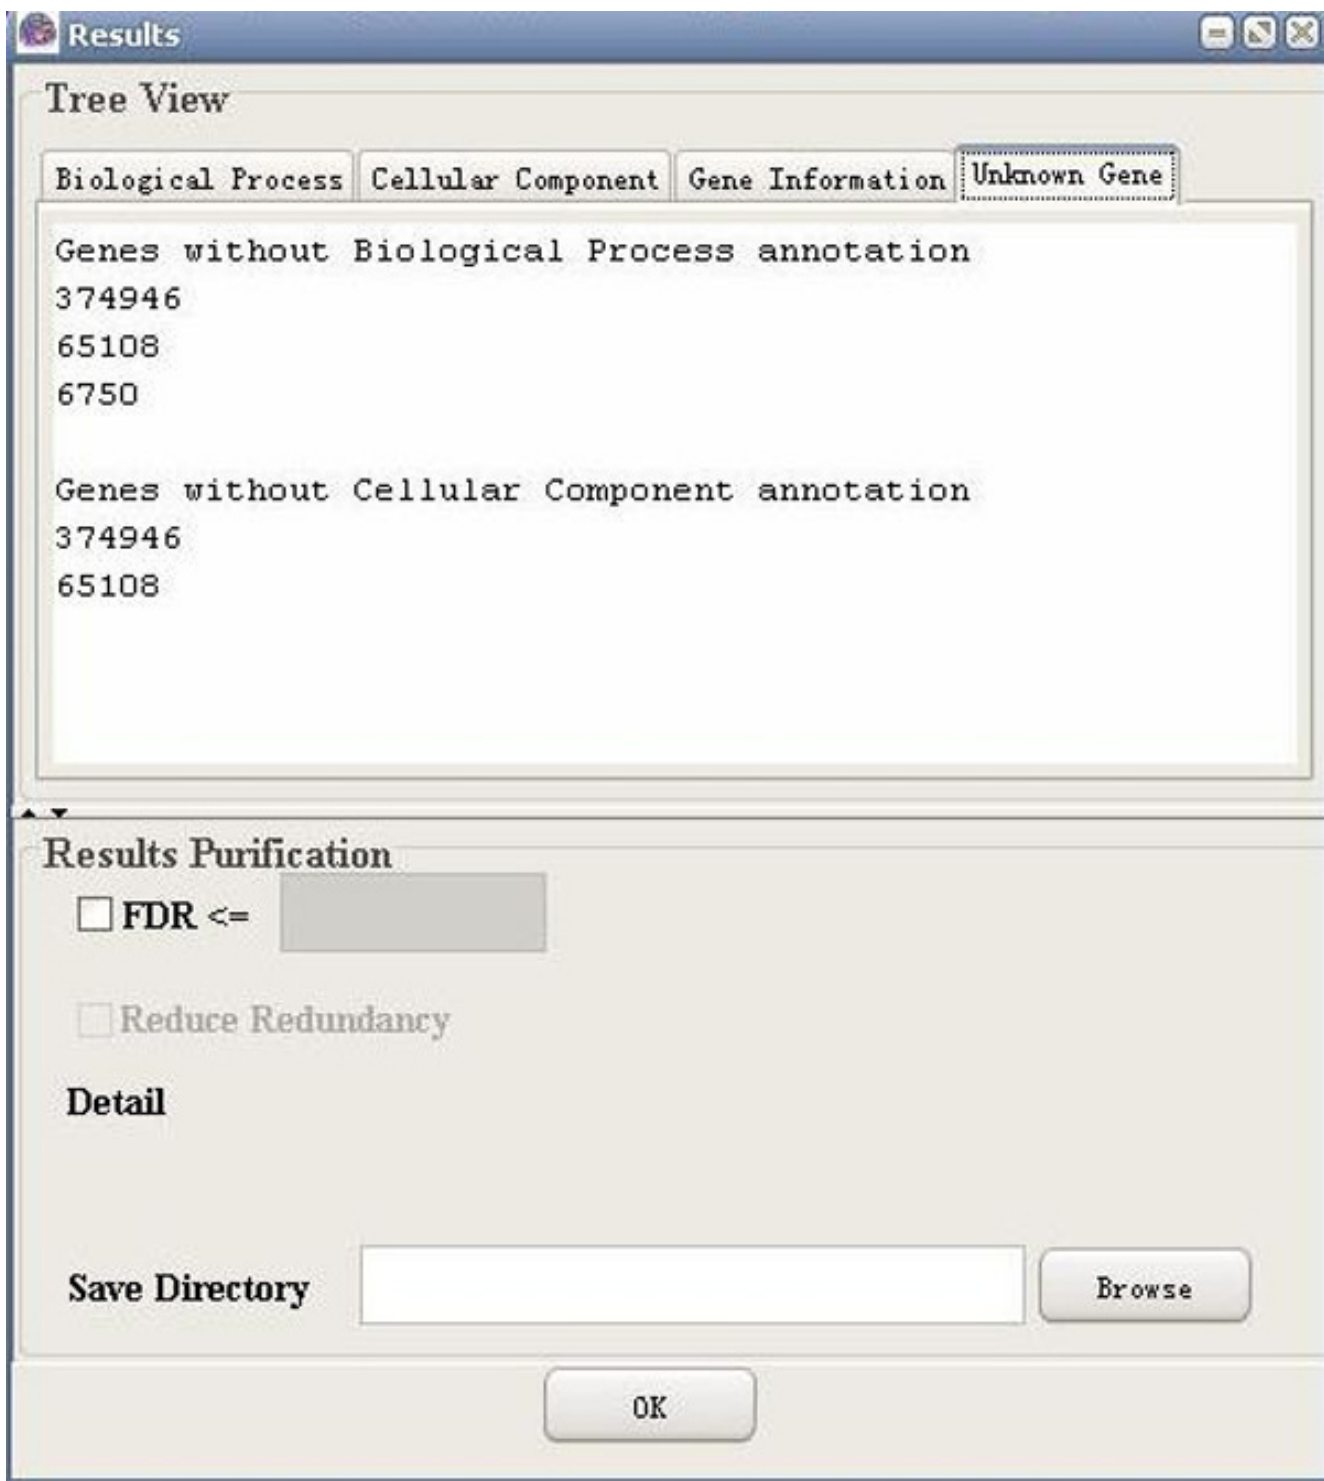 Results
Tree View
Biological Process Cellular Component Gene Information Unknown Gene
Genes without Biological Process annotation
374946
65108
6750
Genes without Cellular Component annotation
374946
65108
Results Purification
FDR <=
Reduce Redundancy
Detail
Save Directory Browse
OK